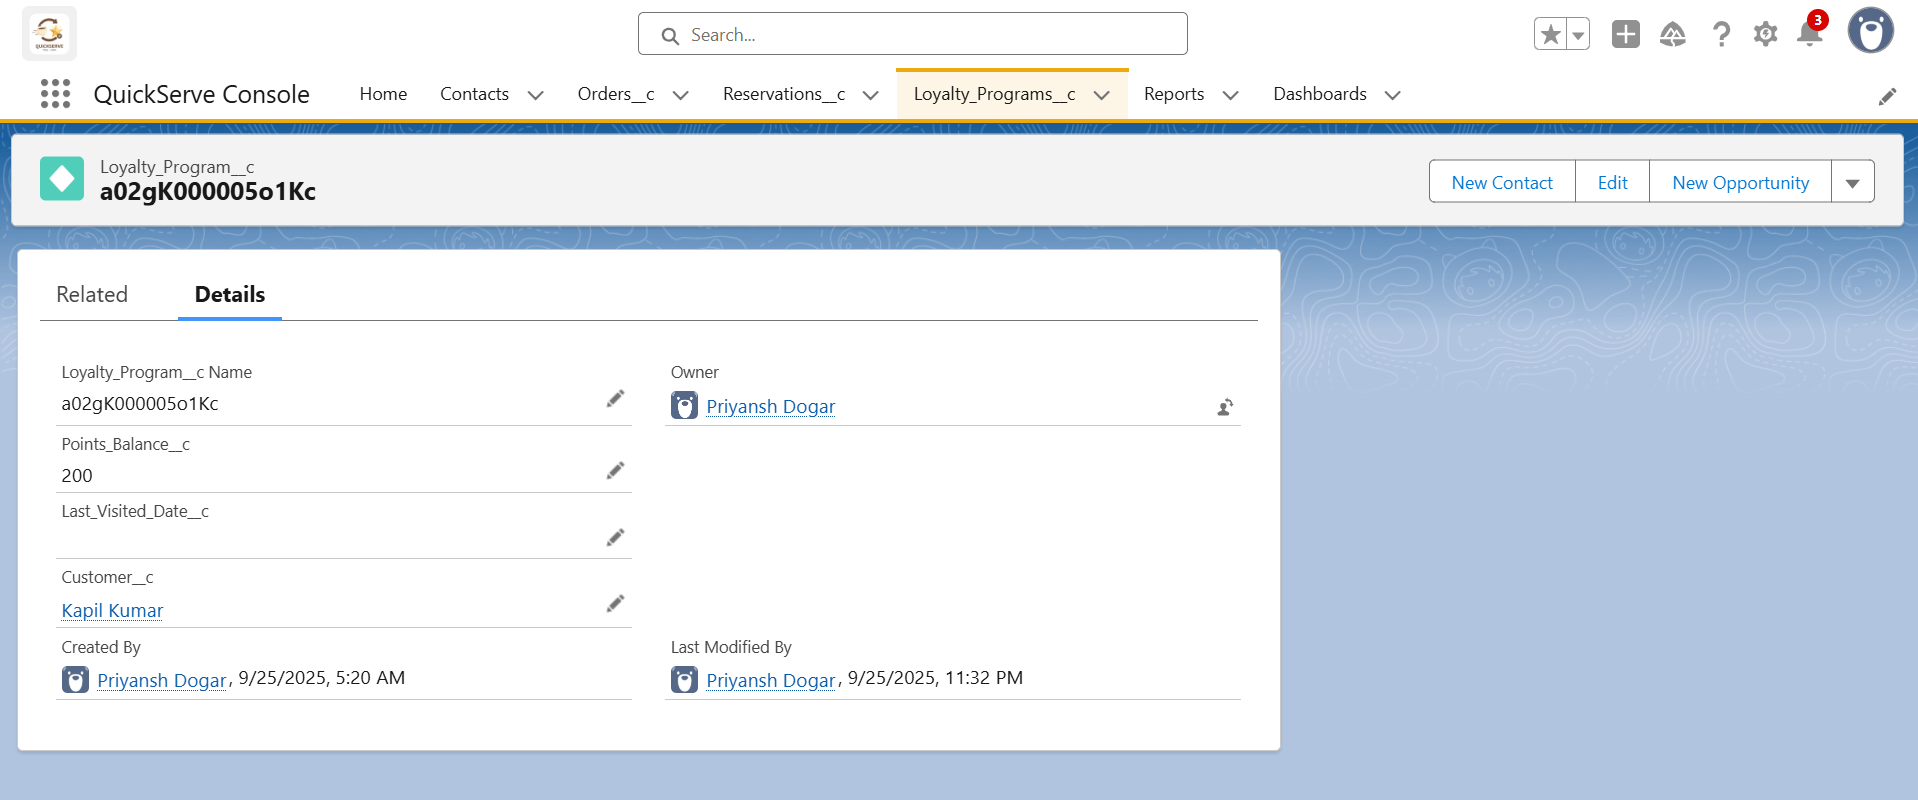 QUICKSERVE
Search...
3
QuickServe Console
Home
Contacts
Orders__c
Reservations__c
Loyalty_Programs__c
Reports
Dashboards
Loyalty_Program__c
a02gK000005o1Kc
New Contact
Edit
New Opportunity
Related
Details
Loyalty_Program__c Name
a02gK000005o1Kc
Owner
Priyansh Dogar
Points_Balance__c
200
Last_Visited_Date__c
Customer__c
Kapil Kumar
Created By
Priyansh Dogar, 9/25/2025, 5:20 AM
Last Modified By
Priyansh Dogar, 9/25/2025, 11:32 PM